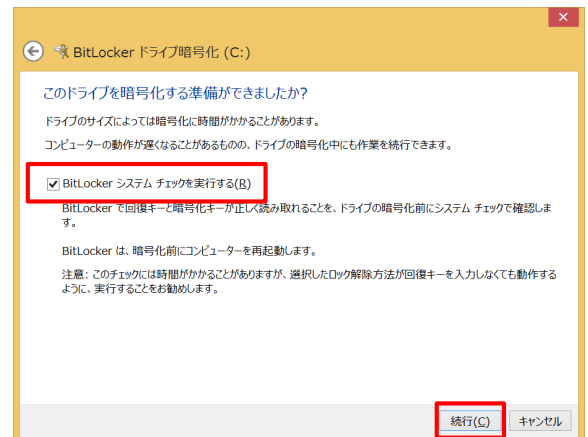 BitLocker ドライブ暗号化 (C:)
このドライブを暗号化する準備ができましたか?
ドライブのサイズによっては暗号化に時間がかかることがあります。
コンピューターの動作が遅くなることがあるものの、ドライブの暗号化中にも作業を続行できます。
BitLocker システム チェックを実行する(R)
BitLocker で回復キーと暗号化キーが正しく読み取れることを、ドライブの暗号化前にシステム チェックで確認しま
す。
BitLocker は、暗号化前にコンピューターを再起動します。
注意: このチェックには時間がかかることがありますが、選択したロック解除方法が回復キーを入力しなくても動作する
ように、実行することをお勧めします。
続行(C) キャンセル